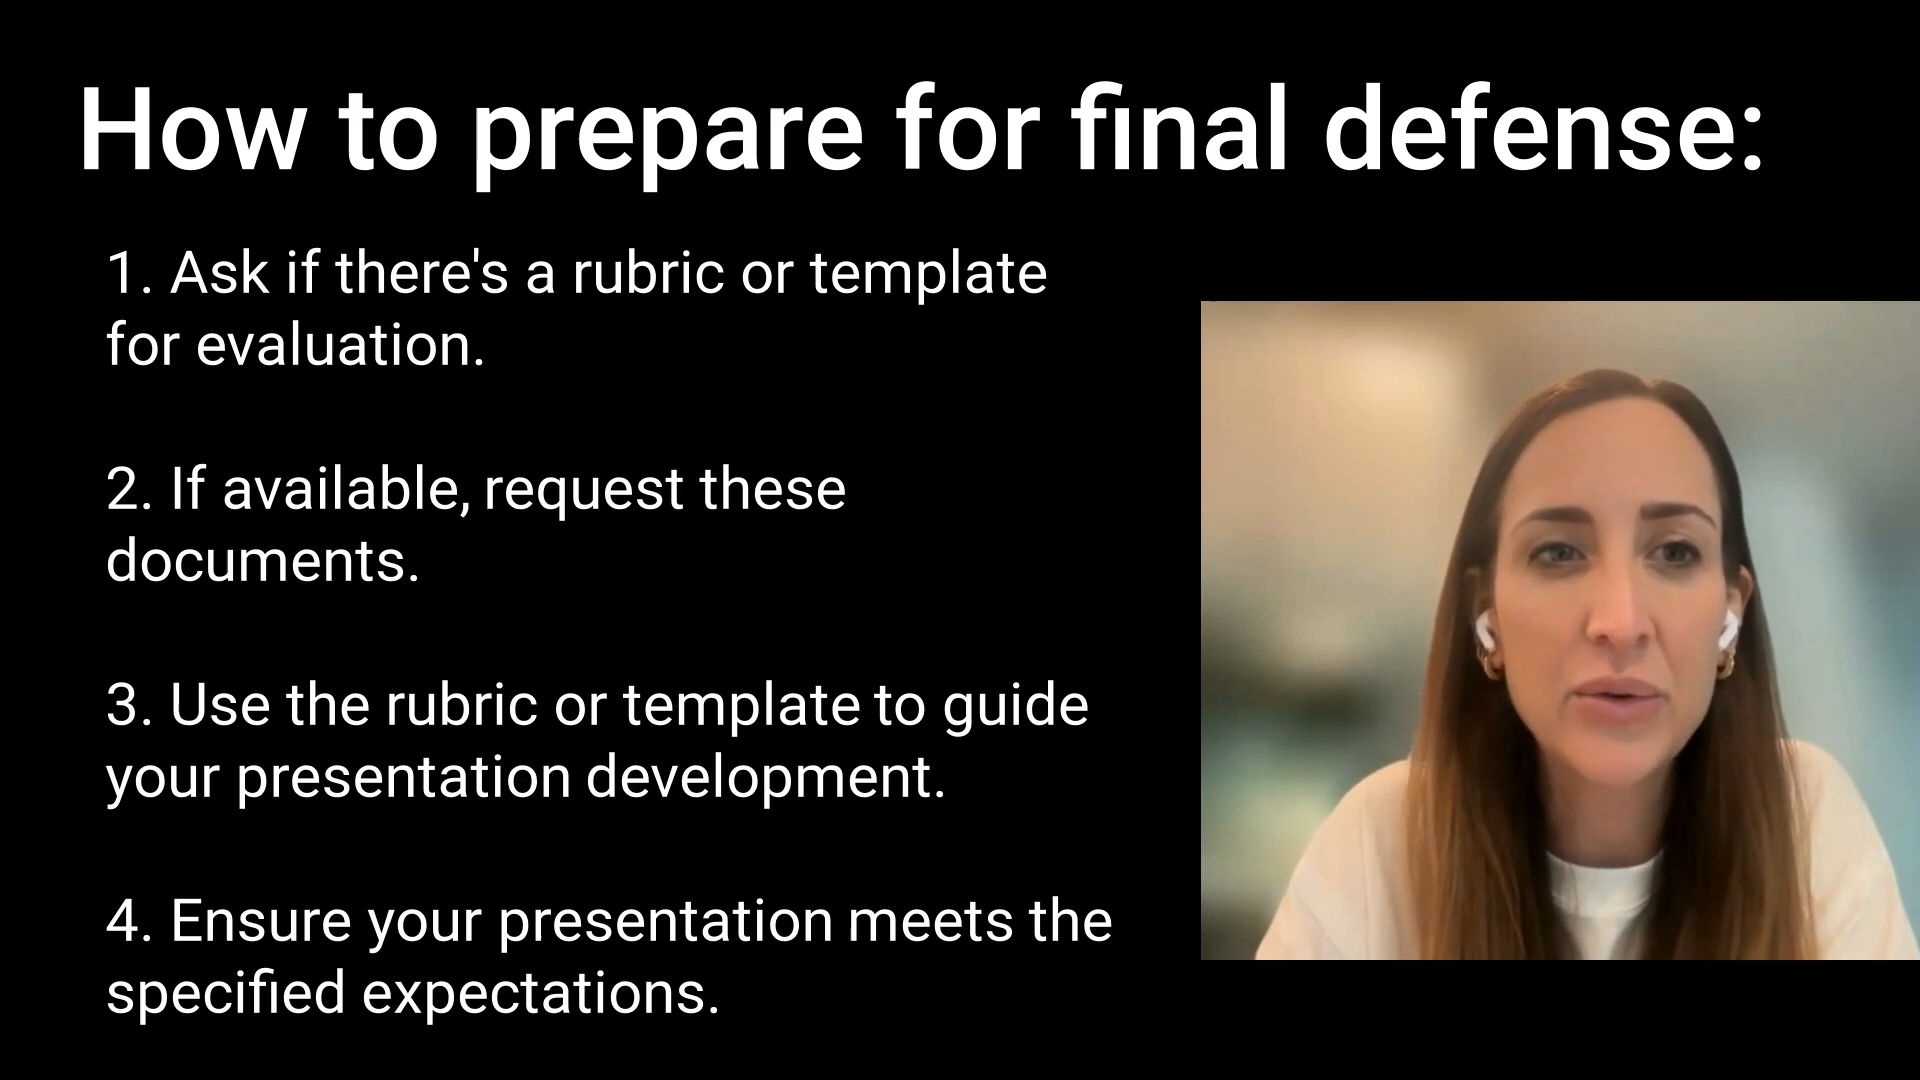 How to prepare for final defense:
1. Ask if there's a rubric or template
for evaluation.
2. If available, request these
documents.
3. Use the rubric or template to guide
your presentation development.
4. Ensure your presentation meets the
specified expectations.